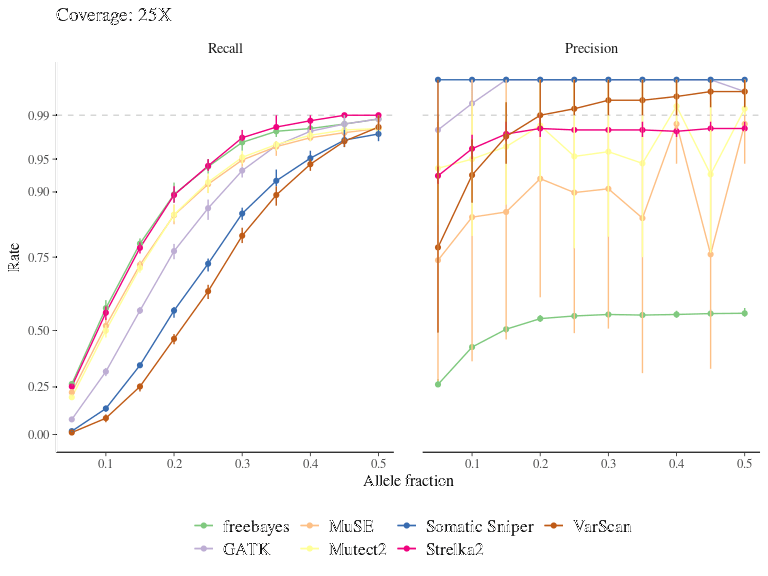 Coverage: 25X
Recall
Precision
0.99
0.95
0.90
0.75
0.50
0.25
0.00
Rate
0.1 0.2 0.3 0.4 0.5
0.1 0.2 0.3 0.4 0.5
Allele fraction
freebayes MuSE Somatic Sniper VarScan
GATK Mutect2 Strelka2